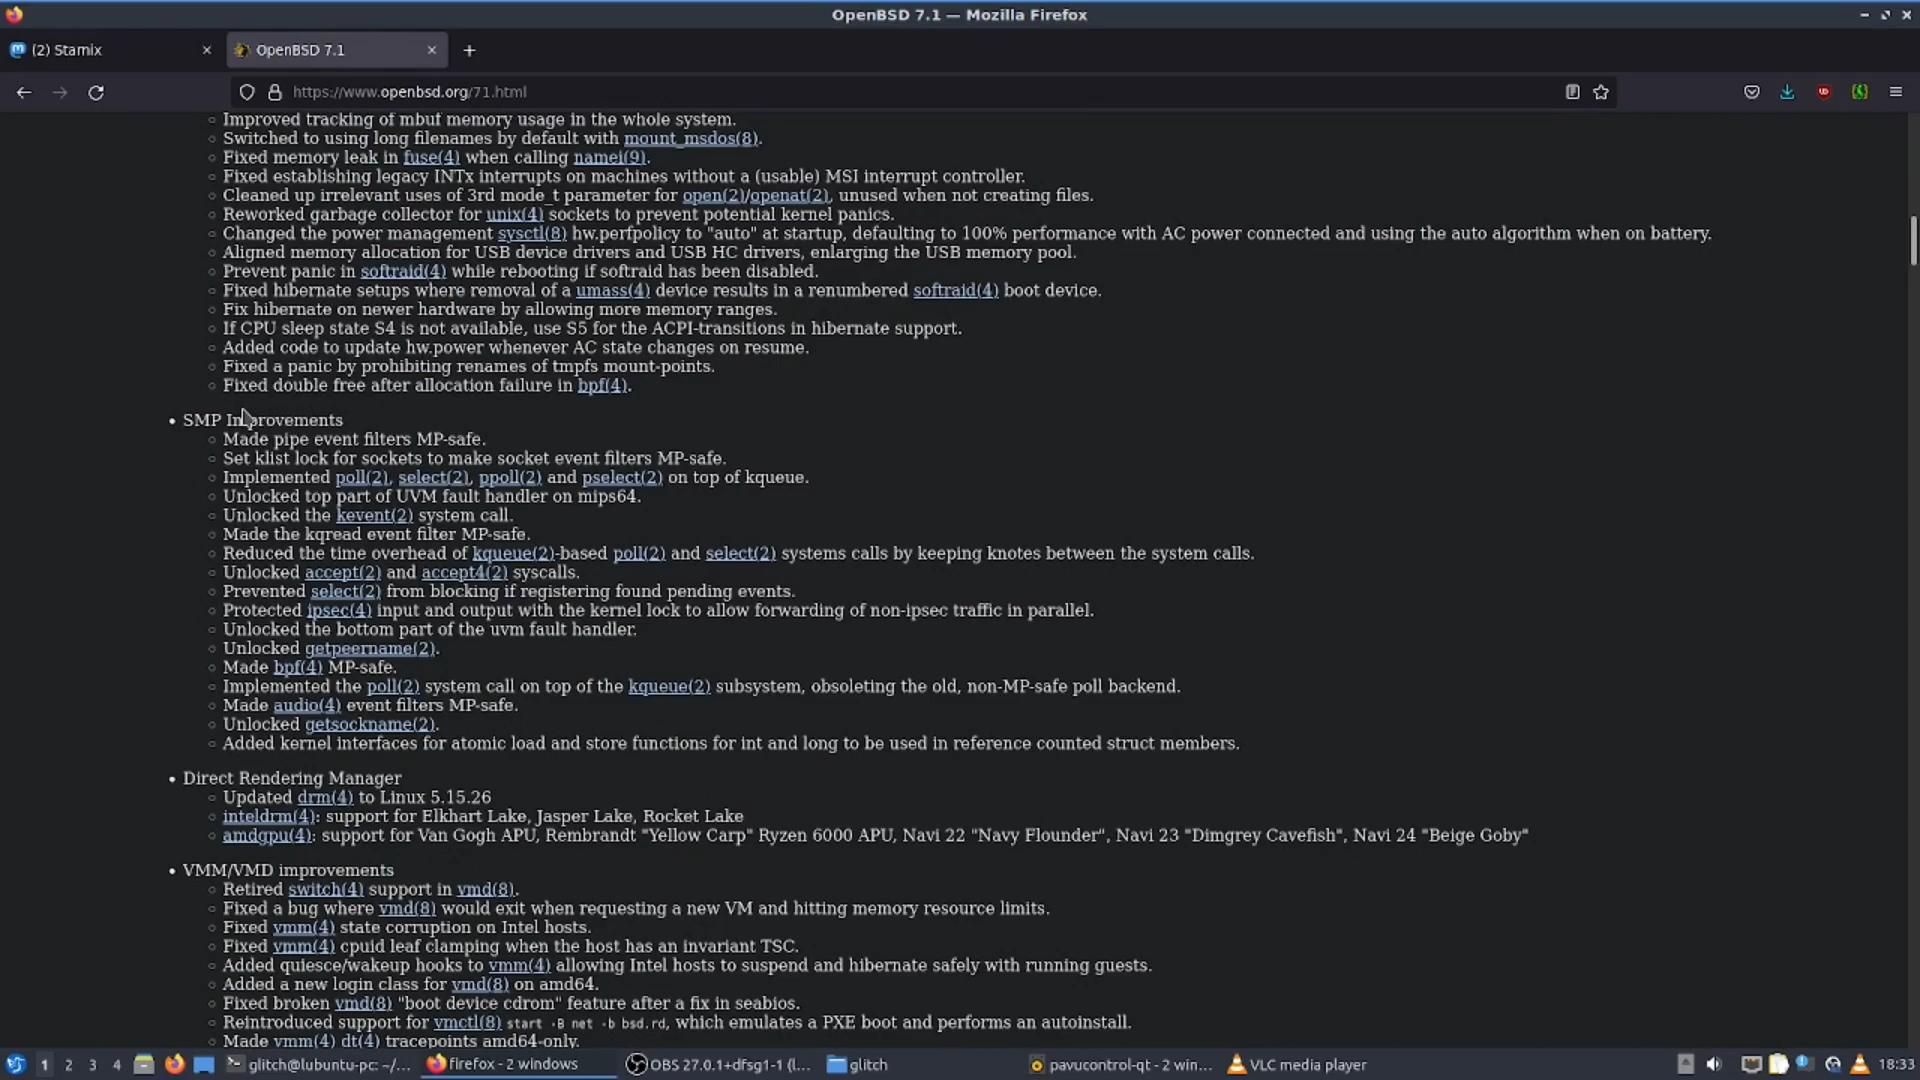 OpenBSD 7.1 — Mozilla Firefox
(2) Stamix
OpenBSD 7.1
https://www.openbsd.org/71.html
Improved tracking of mbuf memory usage in the whole system.
Switched to using long filenames by default with mount_msdos(8).
Fixed memory leak in fuse(4) when calling namei(9).
Fixed establishing legacy INTx interrupts on machines without a (usable) MSI interrupt controller.
Cleaned up irrelevant uses of 3rd mode_t parameter for open(2)/openat(2), unused when not creating files.
Reworked garbage collector for unix(4) sockets to prevent potential kernel panics.
Changed the power management sysctl(8) hw.perfpolicy to "auto" at startup, defaulting to 100% performance with AC power connected and using the auto algorithm when on battery.
Aligned memory allocation for USB device drivers and USB HC drivers, enlarging the USB memory pool.
Prevent panic in softraid(4) while rebooting if softraid has been disabled.
Fixed hibernate setups where removal of a umass(4) device results in a renumbered softraid(4) boot device.
Fix hibernate on newer hardware by allowing more memory ranges.
If CPU sleep state S4 is not available, use S5 for the ACPI-transitions in hibernate support.
Added code to update hw.power whenever AC state changes on resume.
Fixed a panic by prohibiting renames of tmpfs mount-points.
Fixed double free after allocation failure in bpf(4).
SMP Improvements
Made pipe event filters MP-safe.
Set klist lock for sockets to make socket event filters MP-safe.
Implemented poll(2), select(2), ppoll(2) and pselect(2) on top of kqueue.
Unlocked top part of UVM fault handler on mips64.
Unlocked the kevent(2) system call.
Made the kqread event filter MP-safe.
Reduced the time overhead of kqueue(2)-based poll(2) and select(2) systems calls by keeping knotes between the system calls.
Unlocked accept(2) and accept4(2) syscalls.
Prevented select(2) from blocking if registering found pending events.
Protected ipsec(4) input and output with the kernel lock to allow forwarding of non-ipsec traffic in parallel.
Unlocked the bottom part of the uvm fault handler.
Unlocked getpeername(2).
Made bpf(4) MP-safe.
Implemented the poll(2) system call on top of the kqueue(2) subsystem, obsoleting the old, non-MP-safe poll backend.
Made audio(4) event filters MP-safe.
Unlocked getsockname(2).
Added kernel interfaces for atomic load and store functions for int and long to be used in reference counted struct members.
Direct Rendering Manager
Updated drm(4) to Linux 5.15.26
inteldrm(4): support for Elkhart Lake, Jasper Lake, Rocket Lake
amdgpu(4): support for Van Gogh APU, Rembrandt "Yellow Carp" Ryzen 6000 APU, Navi 22 "Navy Flounder", Navi 23 "Dimgrey Cavefish", Navi 24 "Beige Goby"
VMM/VMD improvements
Retired switch(4) support in vmd(8).
Fixed a bug where vmd(8) would exit when requesting a new VM and hitting memory resource limits.
Fixed vmm(4) state corruption on Intel hosts.
Fixed vmm(4) cpuid leaf clamping when the host has an invariant TSC.
Added quiesce/wakeup hooks to vmm(4) allowing Intel hosts to suspend and hibernate safely with running guests.
Added a new login class for vmd(8) on amd64.
Fixed broken vmd(8) "boot device cdrom" feature after a fix in seabios.
Reintroduced support for vmctl(8) start -B net -b bsd.rd, which emulates a PXE boot and performs an autoinstall.
Made vmm(4) dt(4) tracepoints amd64-only.
1 2 3 4 glitch@lubuntu-pc: ~/... firefox - 2 windows OBS 27.0.1+dfsg1-1 (l... glitch pavucontrol-qt - 2 win... VLC media player 18:33